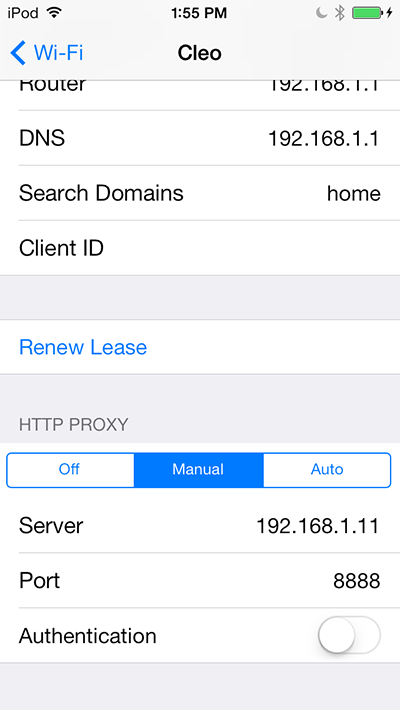 iPod 1:55 PM
Wi-Fi Cleo
Router 192.168.1.1
DNS 192.168.1.1
Search Domains home
Client ID
Renew Lease
HTTP PROXY
Off Manual Auto
Server 192.168.1.11
Port 8888
Authentication